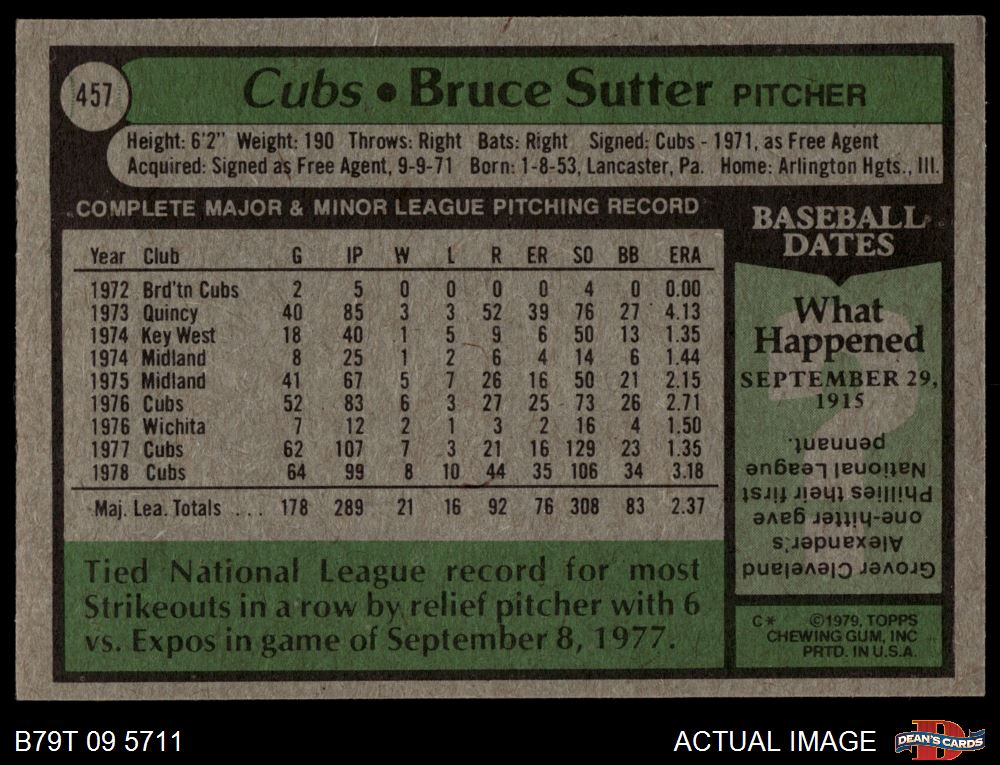 457
Cubs • Bruce Sutter PITCHER
Height: 6'2" Weight: 190 Throws: Right Bats: Right Signed: Cubs - 1971, as Free Agent
Acquired: Signed as Free Agent, 9-9-71 Born: 1-8-53, Lancaster, Pa. Home: Arlington Hgts., Ill.
COMPLETE MAJOR & MINOR LEAGUE PITCHING RECORD
Year Club G IP W L R ER SO BB ERA
1972 Brd'tn Cubs 2 5 0 0 0 0 4 0 0.00
1973 Quincy 40 85 3 3 52 39 76 27 4.13
1974 Key West 18 40 1 5 9 6 50 13 1.35
1974 Midland 8 25 1 2 6 4 14 6 1.44
1975 Midland 41 67 5 7 26 16 50 21 2.15
1976 Cubs 52 83 6 3 27 25 73 26 2.71
1976 Wichita 7 12 2 1 3 2 16 4 1.50
1977 Cubs 62 107 7 3 21 16 129 23 1.35
1978 Cubs 64 99 8 10 44 35 106 34 3.18
Maj. Lea. Totals ... 178 289 21 16 92 76 308 83 2.37
Tied National League record for most
Strikeouts in a row by relief pitcher with 6
vs. Expos in game of September 8, 1977.
BASEBALL
DATES
What
Happened
SEPTEMBER 29,
1915
Grover Cleveland
Alexander's
one-hitter gave
Phillies their first
National League
pennant.
C* ©1979, TOPPS
CHEWING GUM, INC
PRTD. IN U.S.A.
B79T 09 5711
ACTUAL IMAGE
DEAN'S CARDS